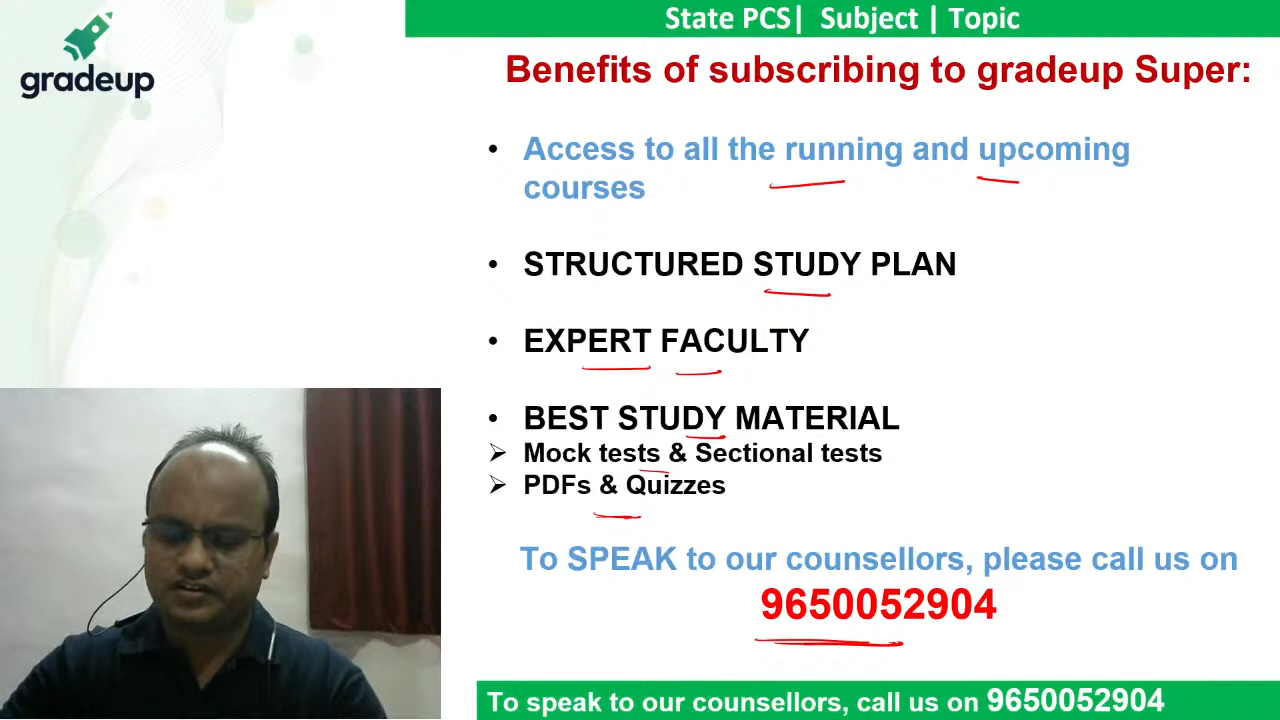 State PCS| Subject | Topic
gradeup
Benefits of subscribing to gradeup Super:
• Access to all the running and upcoming
courses
• STRUCTURED STUDY PLAN
• EXPERT FACULTY
• BEST STUDY MATERIAL
➢ Mock tests & Sectional tests
➢ PDFs & Quizzes
To SPEAK to our counsellors, please call us on
9650052904
To speak to our counsellors, call us on 9650052904